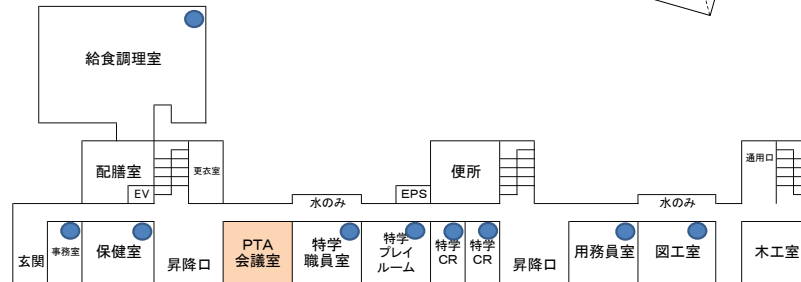 給食調理室
配膳室
更衣室
EV
便所
EPS
通用口
水のみ
水のみ
玄関
事務室
保健室
昇降口
PTA
会議室
特学
職員室
特学
プレイ
ルーム
特学
CR
特学
CR
昇降口
用務員室
図工室
木工室